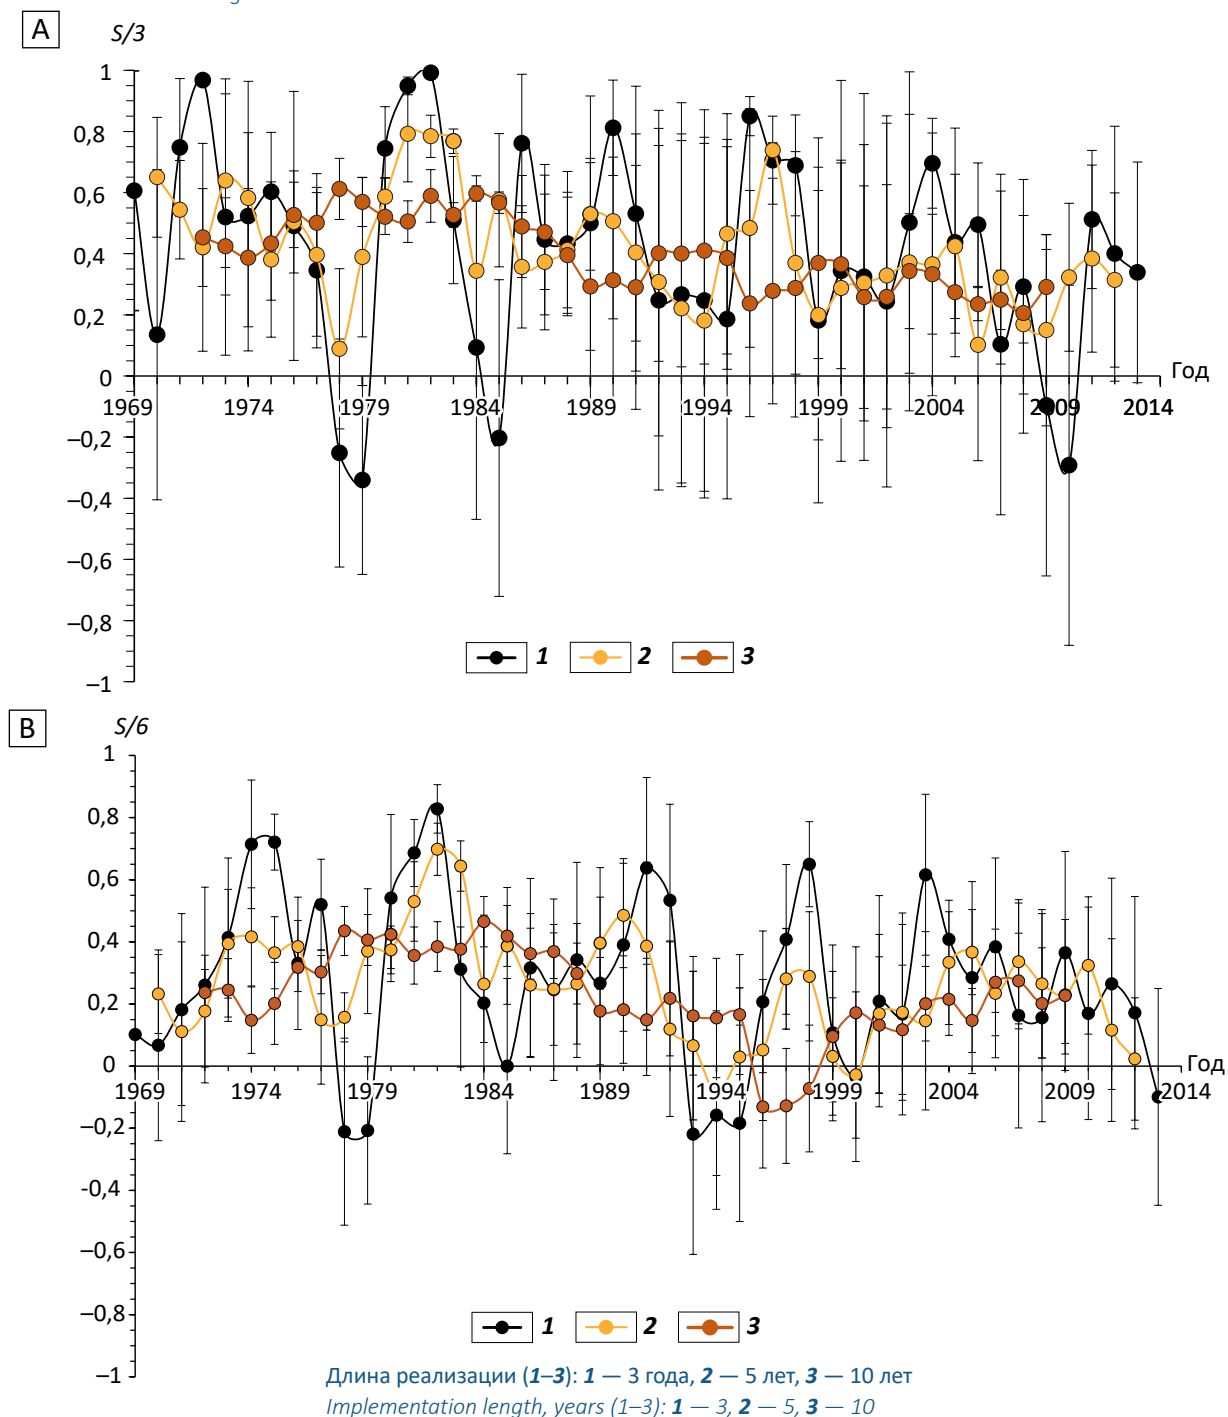 A
S/3
1
0,8
0,6
0,4
0,2
0
–0,2
–0,4
–0,6
–0,8
–1
Год
1969 1974 1979 1984 1989 1994 1999 2004 2009 2014
1 2 3
B
S/6
1
0,8
0,6
0,4
0,2
0
–0,2
-0,4
–0,6
–0,8
–1
Год
1969 1974 1979 1984 1989 1994 1999 2004 2009 2014
1 2 3
Длина реализации (1–3): 1 — 3 года, 2 — 5 лет, 3 — 10 лет
Implementation length, years (1–3): 1 — 3, 2 — 5, 3 — 10